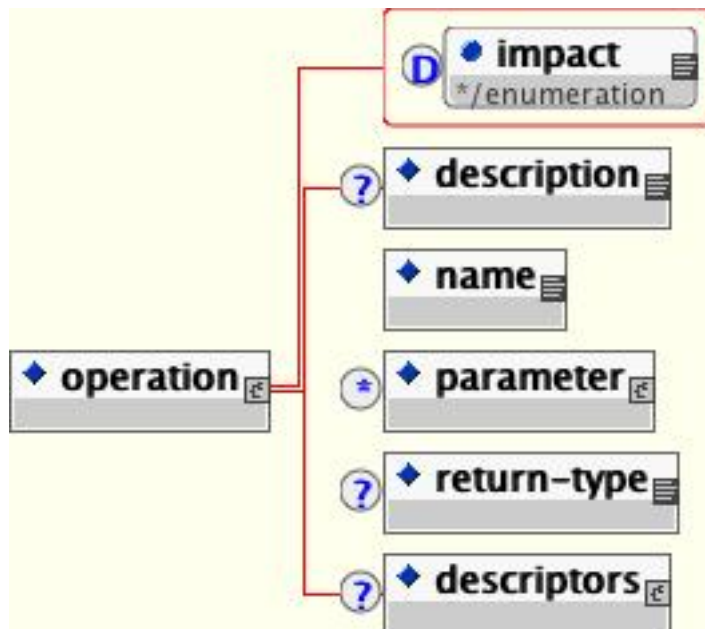 D
impact
*/enumeration
? description
name
operation
* parameter
? return-type
? descriptors